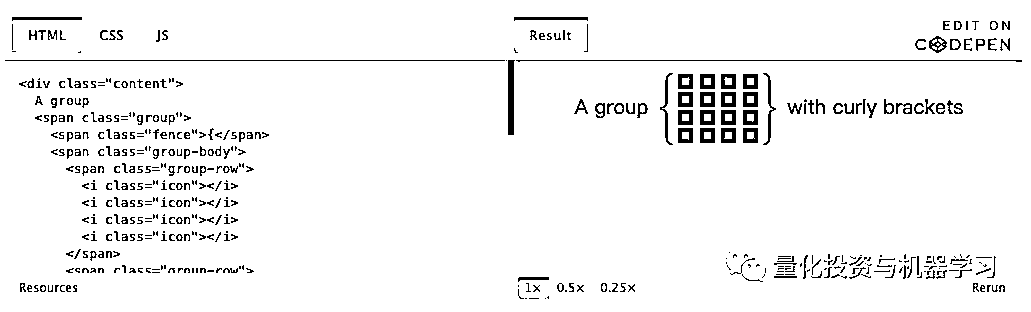 HTML CSS JS
Result
EDIT ON
CODEPEN
<div class="content">
A group
<span class="group">
<span class="fence">{</span>
<span class="group-body">
<span class="group-row">
<i class="icon"></i>
<i class="icon"></i>
<i class="icon"></i>
<i class="icon"></i>
</span>
<span class="group-row">
A group { } with curly brackets
量化投资与机器学习
Resources
1× 0.5× 0.25×
Rerun